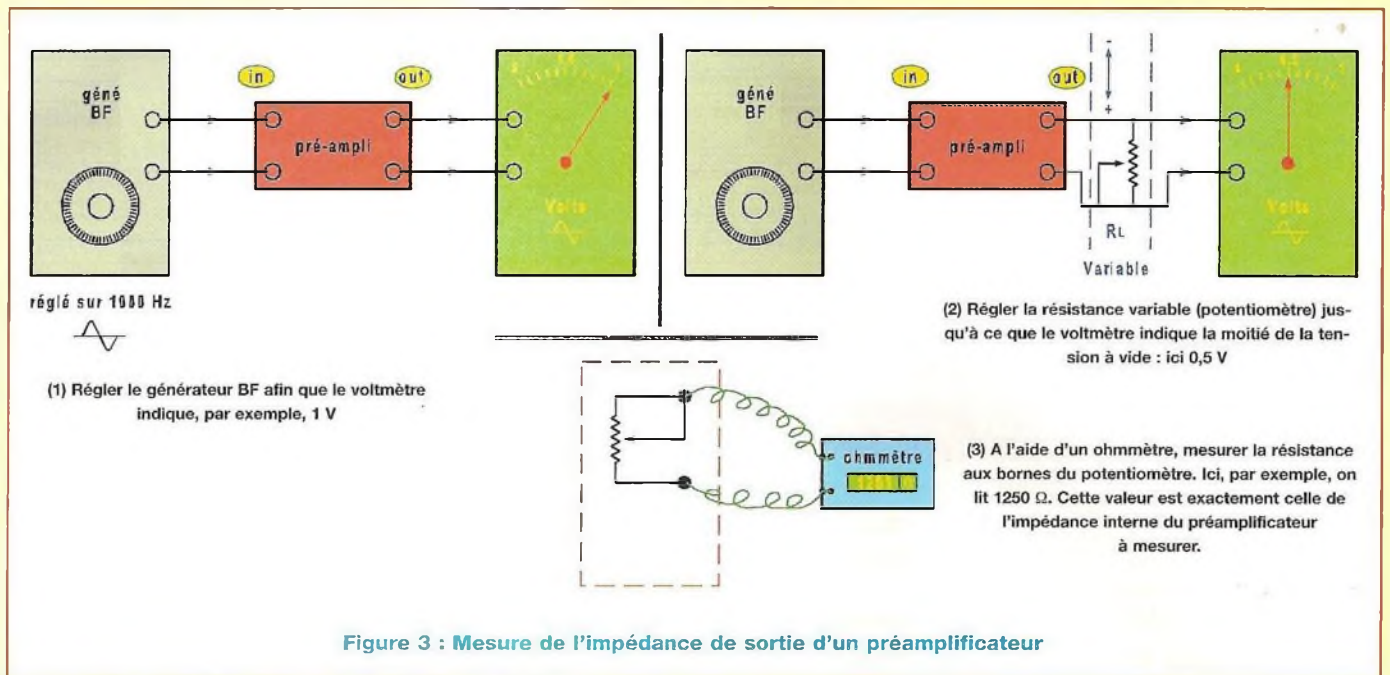 géné
BF
in
out
pré-ampli
Volts
réglé sur 1000 Hz
(1) Régler le générateur BF afin que le voltmètre
indique, par exemple, 1 V
géné
BF
in
out
-
+
pré-ampli
RL
Variable
Volts
(2) Régler la résistance variable (potentiomètre) jus-
qu'à ce que le voltmètre indique la moitié de la ten-
sion à vide : ici 0,5 V
ohmmètre
(3) A l'aide d'un ohmmètre, mesurer la résistance
aux bornes du potentiomètre. Ici, par exemple, on
lit 1250 Ω. Cette valeur est exactement celle de
l'impédance interne du préamplificateur
à mesurer.
Figure 3 : Mesure de l'impédance de sortie d'un préamplificateur